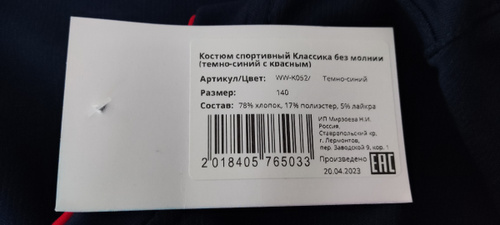 Костюм спортивный Классика без молнии
(темно-синий с красным)
Артикул/Цвет: WW-K052/ Темно-синий
Размер: 140
Состав: 78% хлопок, 17% полиэстер, 5% лайкра
ИП Мирзоева Н.И.
Россия,
Ставропольский кр.
г. Лермонтов,
пер. Заводской 9, кор. 1
2 018405 765033
Произведено
20.04.2023
ЕАС